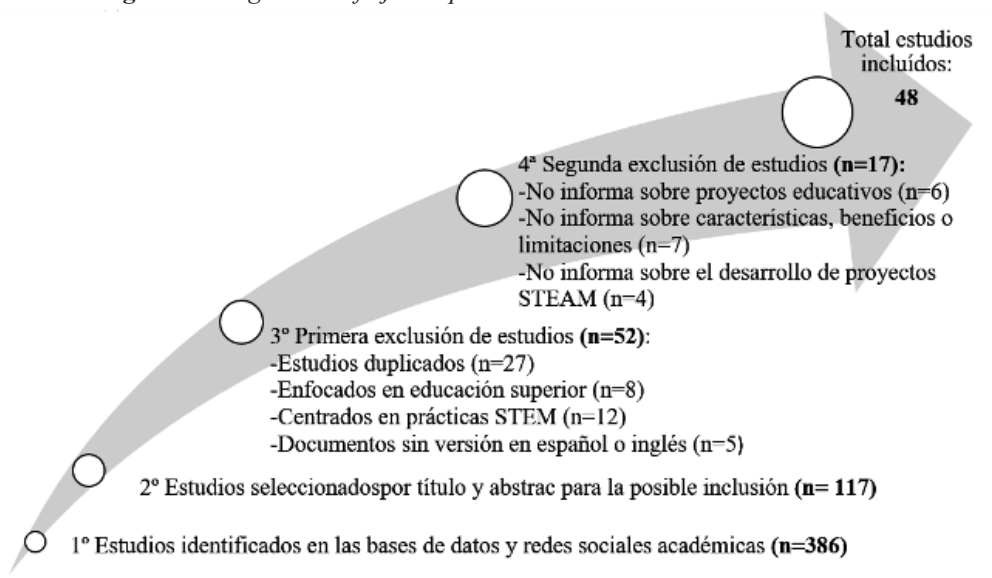 Total estudios
incluídos:
48
4ª Segunda exclusión de estudios (n=17):
-No informa sobre proyectos educativos (n=6)
-No informa sobre características, beneficios o
limitaciones (n=7)
-No informa sobre el desarrollo de proyectos
STEAM (n=4)
3º Primera exclusión de estudios (n=52):
-Estudios duplicados (n=27)
-Enfocados en educación superior (n=8)
-Centrados en prácticas STEM (n=12)
-Documentos sin versión en español o inglés (n=5)
2º Estudios seleccionadospor título y abstrac para la posible inclusión (n= 117)
1º Estudios identificados en las bases de datos y redes sociales académicas (n=386)